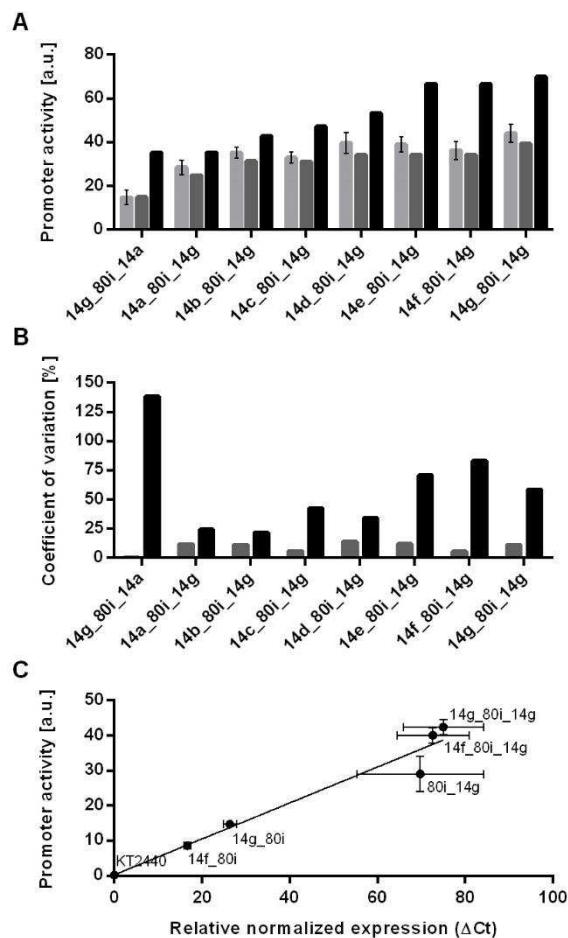 A
Promoter activity [a.u.]
80
60
40
20
0
14g_80i_14a
14a_80i_14g
14b_80i_14g
14c_80i_14g
14d_80i_14g
14e_80i_14g
14f_80i_14g
14g_80i_14g
B
Coefficient of variation [%]
150
125
100
75
50
25
0
14g_80i_14a
14a_80i_14g
14b_80i_14g
14c_80i_14g
14d_80i_14g
14e_80i_14g
14f_80i_14g
14g_80i_14g
C
Promoter activity [a.u.]
50
40
30
20
10
0
14g_80i_14g
14f_80i_14g
80i_14g
14g_80i
14f_80i
KT2440
0
20
40
60
80
100
Relative normalized expression (ΔCt)